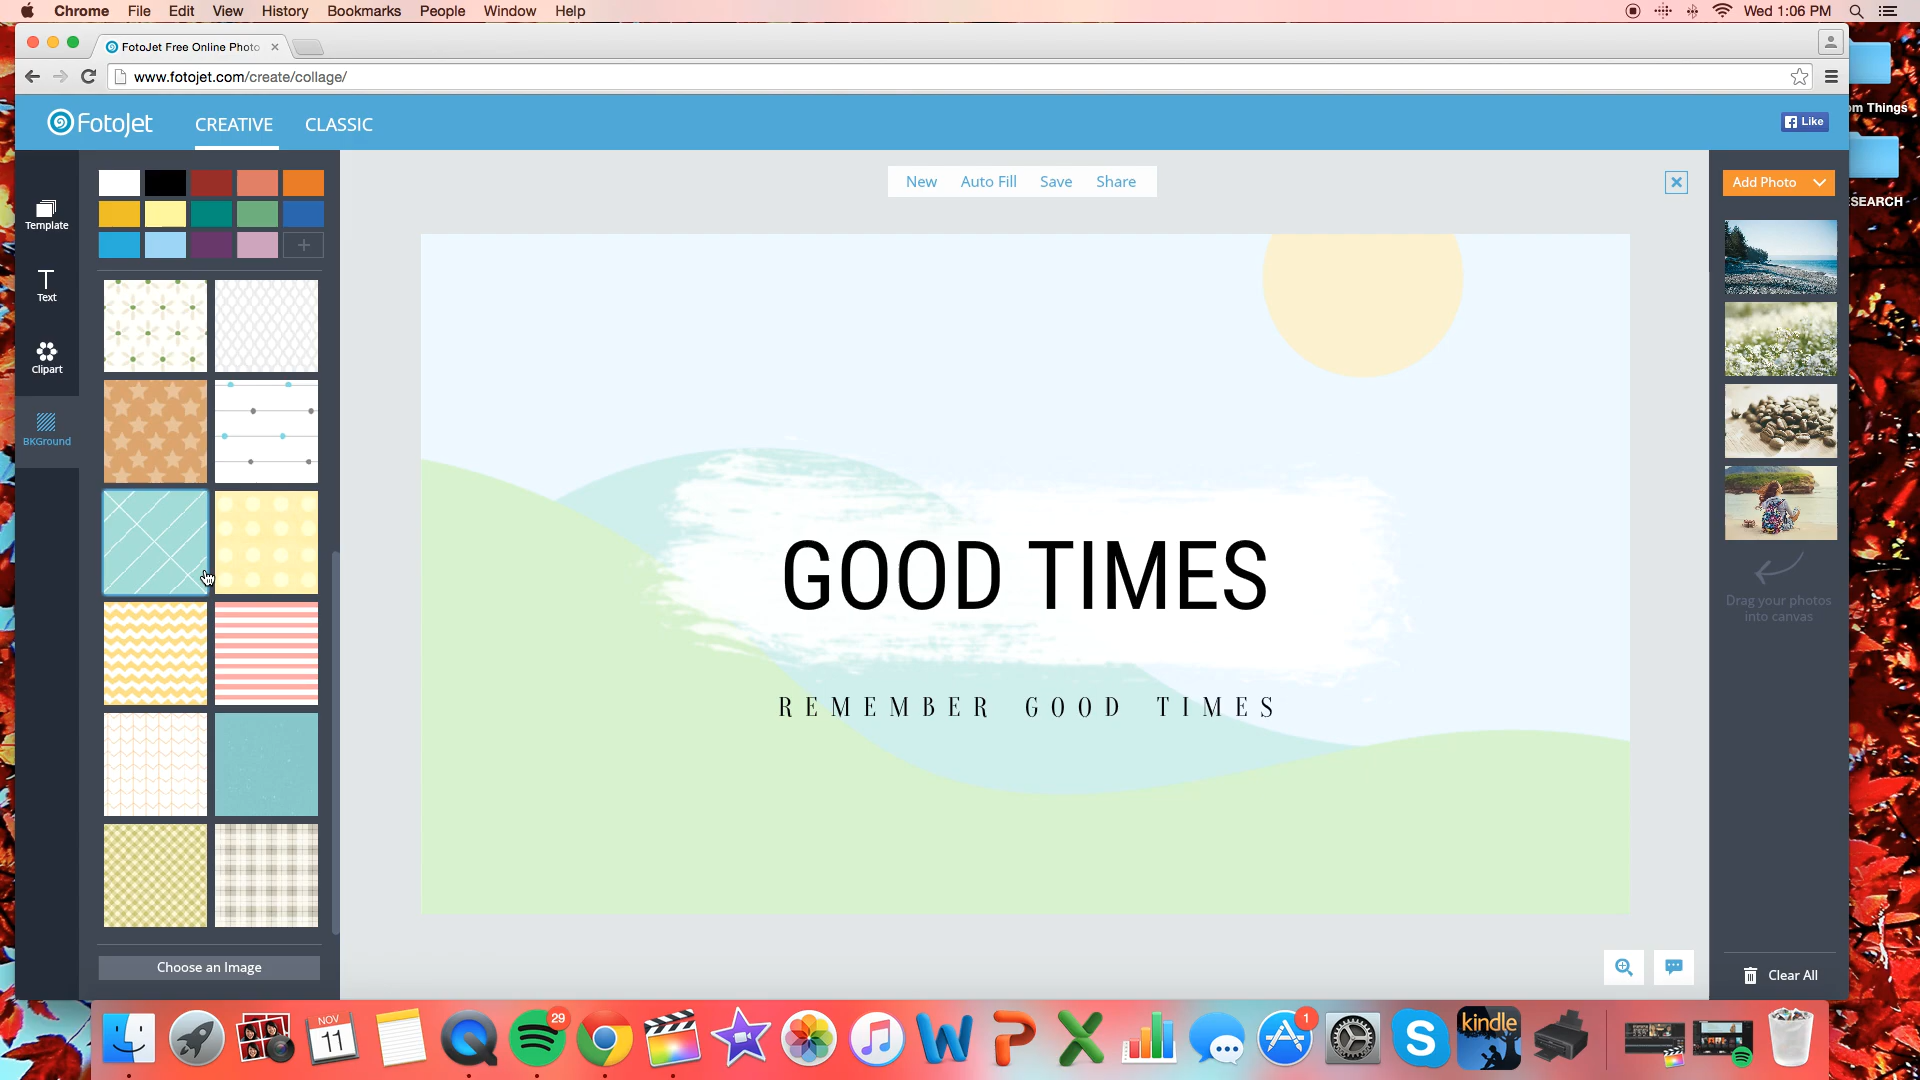 Chrome File Edit View History Bookmarks People Window Help
Wed 1:06 PM
FotoJet Free Online Photo
www.fotojet.com/create/collage/
om Things
FotoJet CREATIVE CLASSIC
Like
New Auto Fill Save Share
Add Photo
SEARCH
Template
Text
Clipart
BKGround
GOOD TIMES
REMEMBER GOOD TIMES
Drag your photos
into canvas
Choose an Image
Clear All
NOV
11
29
1
kindle